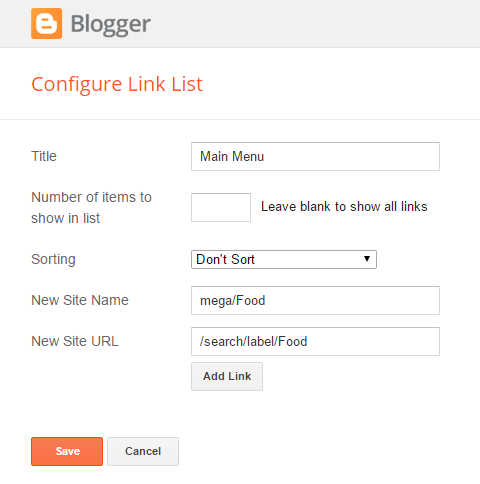 Blogger
Configure Link List
Title
Main Menu
Number of items to
show in list
Leave blank to show all links
Sorting
Don't Sort
New Site Name
mega/Food
New Site URL
/search/label/Food
Add Link
Save
Cancel